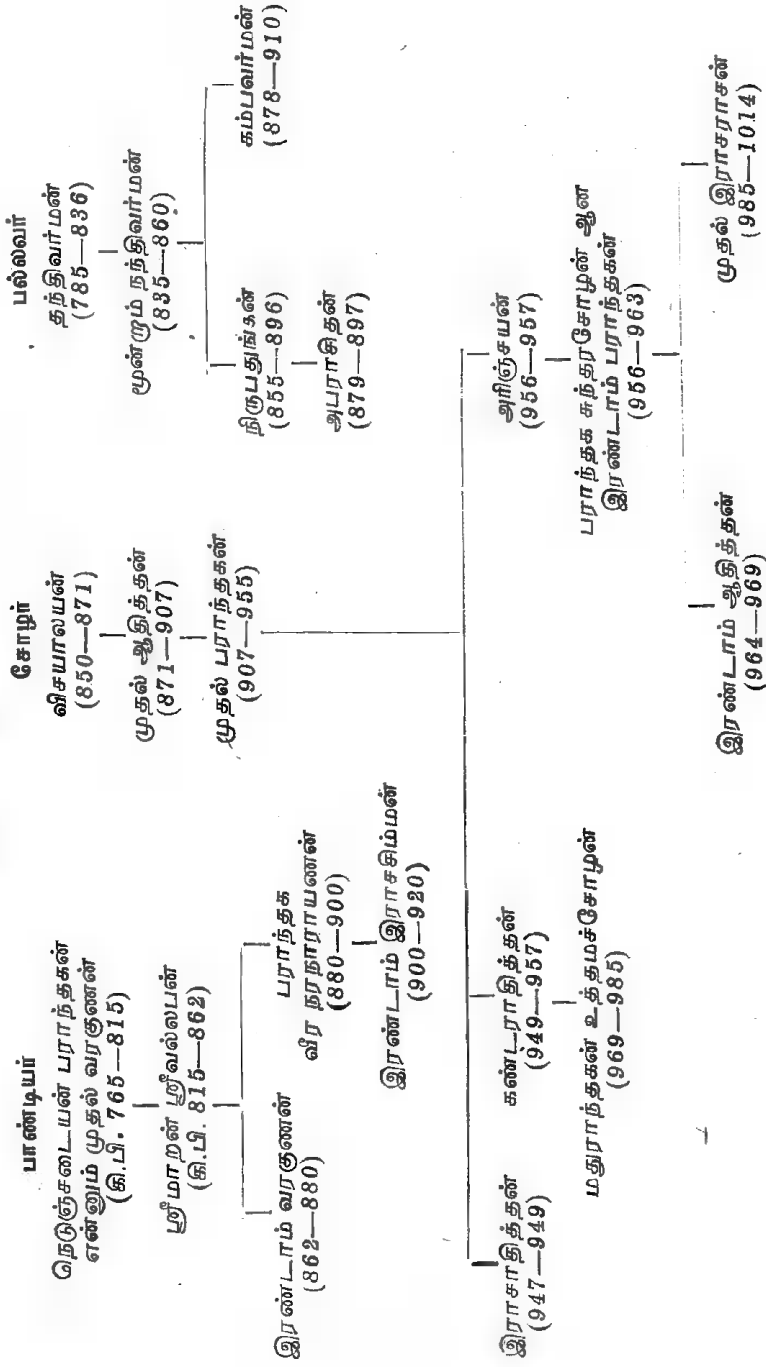 பாண்டியர்
நெடுஞ்சடையன் பராந்தகன்
என்னும் முதல் வரகுணன்
(கி.பி. 765—815)
ஸ்ரீமாறன் ஸ்ரீவல்லபன்
(கி.பி. 815—862)
இரண்டாம் வரகுணன்
(862—880)
பராந்தக
வீர நரநாராயணன்
(880—900)
இரண்டாம் இராசசிம்மன்
(900—920)
சோழர்
விசயாலயன்
(850—871)
முதல் ஆதித்தன்
(871—907)
முதல் பராந்தகன்
(907—955)
இராசாதித்தன்
(947—949)
கண்டராதித்தன்
(949—957)
மதுராந்தகன் உத்தமச்சோழன்
(969—985)
அரிஞ்சயன்
(956—957)
பராந்தக சுந்தரசோழன் ஆன
இரண்டாம் பராந்தகன்
(956—963)
இரண்டாம் ஆதித்தன்
(964—969)
முதல் இராசராசன்
(985—1014)
பல்லவர்
தந்திவர்மன்
(785—836)
மூன்றாம் நந்திவர்மன்
(835—860)
நிருபதுங்கன்
(855—896)
அபராசிதன்
(879—897)
கம்பவர்மன்
(878—910)